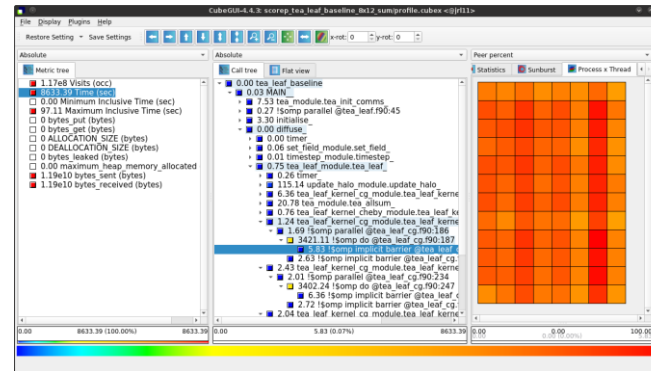 CubeGUI-4.4.3: scorep_tea_leaf_baseline_8x12_sum/profile.cubex <@jrl11>
File Display Plugins Help
Restore Setting Save Settings x-rot: 0 y-rot: 0
Absolute Absolute Peer percent
Metric tree Call tree Flat view Statistics Sunburst Process x Thread
1.17e8 Visits (occ)
8633.39 Time (sec)
0.00 Minimum Inclusive Time (sec)
97.11 Maximum Inclusive Time (sec)
0 bytes_put (bytes)
0 bytes_get (bytes)
0 ALLOCATION_SIZE (bytes)
0 DEALLOCATION_SIZE (bytes)
0 bytes_leaked (bytes)
0.00 maximum_heap_memory_allocated
1.19e10 bytes_sent (bytes)
1.19e10 bytes_received (bytes)
0.00 tea_leaf_baseline
0.03 MAIN_
7.53 tea_module.tea_init_comms_
0.27 !$omp parallel @tea_leaf.f90:45
3.30 initialise_
0.00 diffuse_
0.00 timer_
0.06 set_field_module.set_field_
0.01 timestep_module.timestep_
0.75 tea_leaf_module.tea_leaf_
0.26 timer_
115.14 update_halo_module.update_halo_
6.36 tea_leaf_kernel_cg_module.tea_leaf_kerne
20.78 tea_module.tea_allsum_
0.76 tea_leaf_kernel_cheby_module.tea_leaf_ke
1.24 tea_leaf_kernel_cg_module.tea_leaf_kerne
1.69 !$omp parallel @tea_leaf_cg.f90:186
3421.11 !$omp do @tea_leaf_cg.f90:187
5.83 !$omp implicit barrier @tea_leaf_c
2.63 !$omp implicit barrier @tea_leaf_cg.
2.43 tea_leaf_kernel_cg_module.tea_leaf_kerne
2.01 !$omp parallel @tea_leaf_cg.f90:234
3402.24 !$omp do @tea_leaf_cg.f90:247
6.36 !$omp implicit barrier @tea_leaf_c
2.72 !$omp implicit barrier @tea_leaf_cg.
2.04 tea_leaf_kernel_cg_module.tea_leaf_kerne
0.00 8633.39 (100.00%) 8633.39 0.00 5.83 (0.07%) 8633.39 0.00 0.00 100.00